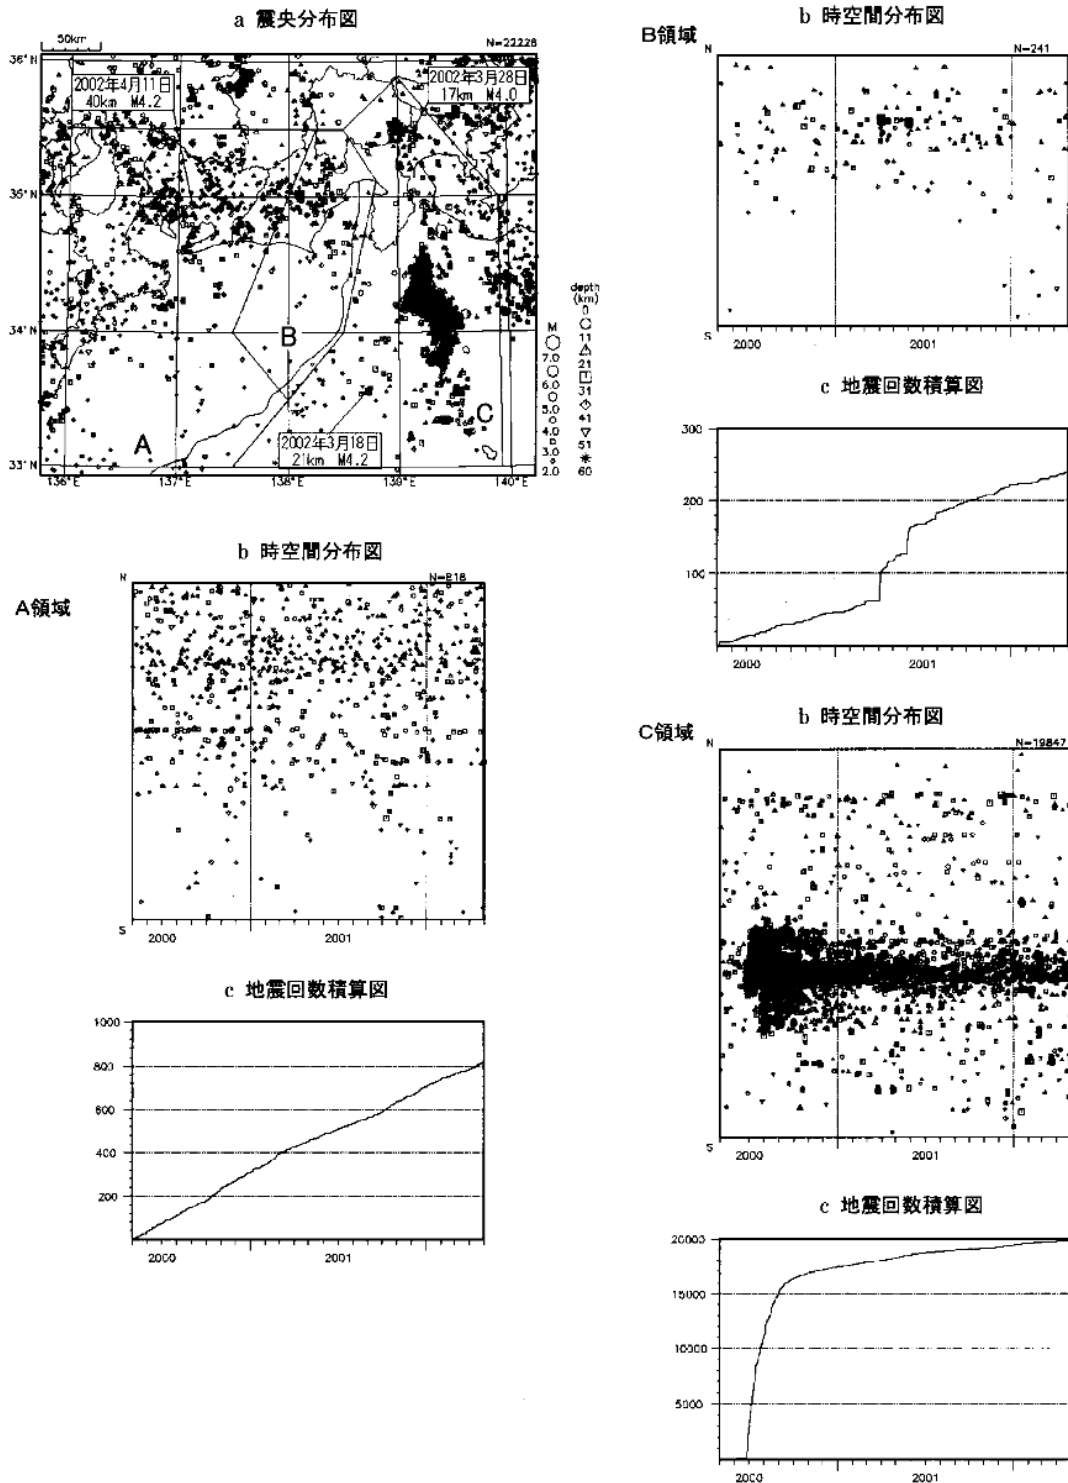 a 震央分布図
50km
N=22228
36°N
35°N
34°N
33°N
136°E
137°E
138°E
139°E
140°E
2002年4月11日
40km M4.2
2002年3月28日
17km M4.0
2002年3月18日
21km M4.2
A
B
C
M
7.0
6.0
5.0
4.0
3.0
2.0
depth
(km)
0
11
21
31
41
51
60
b 時空間分布図
A領域
N
N=818
S
2000
2001
c 地震回数積算図
1000
800
600
400
200
2000
2001
b 時空間分布図
B領域
N
N=241
S
2000
2001
c 地震回数積算図
300
200
100
2000
2001
b 時空間分布図
C領域
N
N=19847
S
2000
2001
c 地震回数積算図
20000
15000
10000
5000
2000
2001